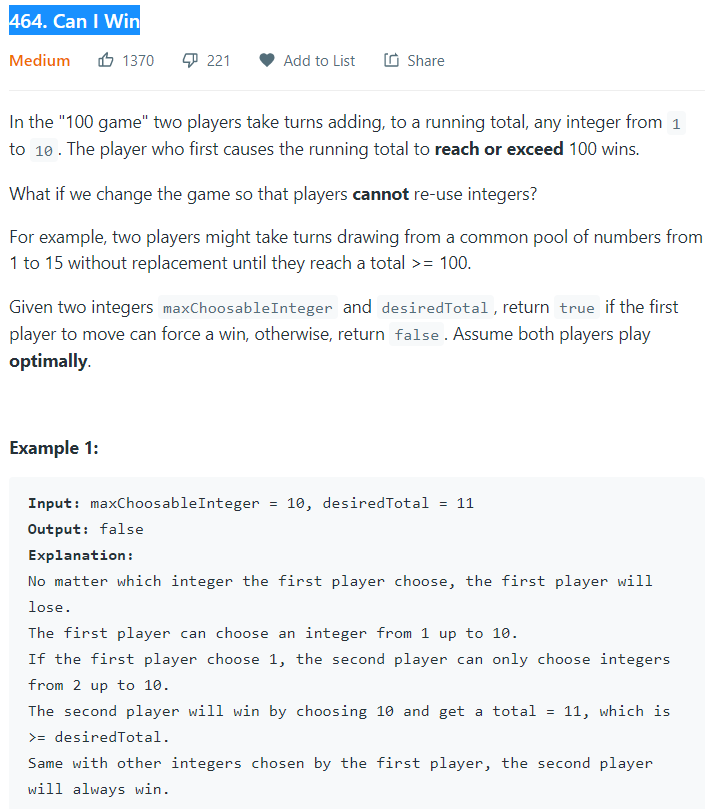 464. Can I Win
Medium 1370 221 Add to List Share
In the "100 game" two players take turns adding, to a running total, any integer from 1
to 10. The player who first causes the running total to reach or exceed 100 wins.
What if we change the game so that players cannot re-use integers?
For example, two players might take turns drawing from a common pool of numbers from
1 to 15 without replacement until they reach a total >= 100.
Given two integers maxChoosableInteger and desiredTotal, return true if the first
player to move can force a win, otherwise, return false. Assume both players play
optimally.
Example 1:
Input: maxChoosableInteger = 10, desiredTotal = 11
Output: false
Explanation:
No matter which integer the first player choose, the first player will
lose.
The first player can choose an integer from 1 up to 10.
If the first player choose 1, the second player can only choose integers
from 2 up to 10.
The second player will win by choosing 10 and get a total = 11, which is
>= desiredTotal.
Same with other integers chosen by the first player, the second player
will always win.